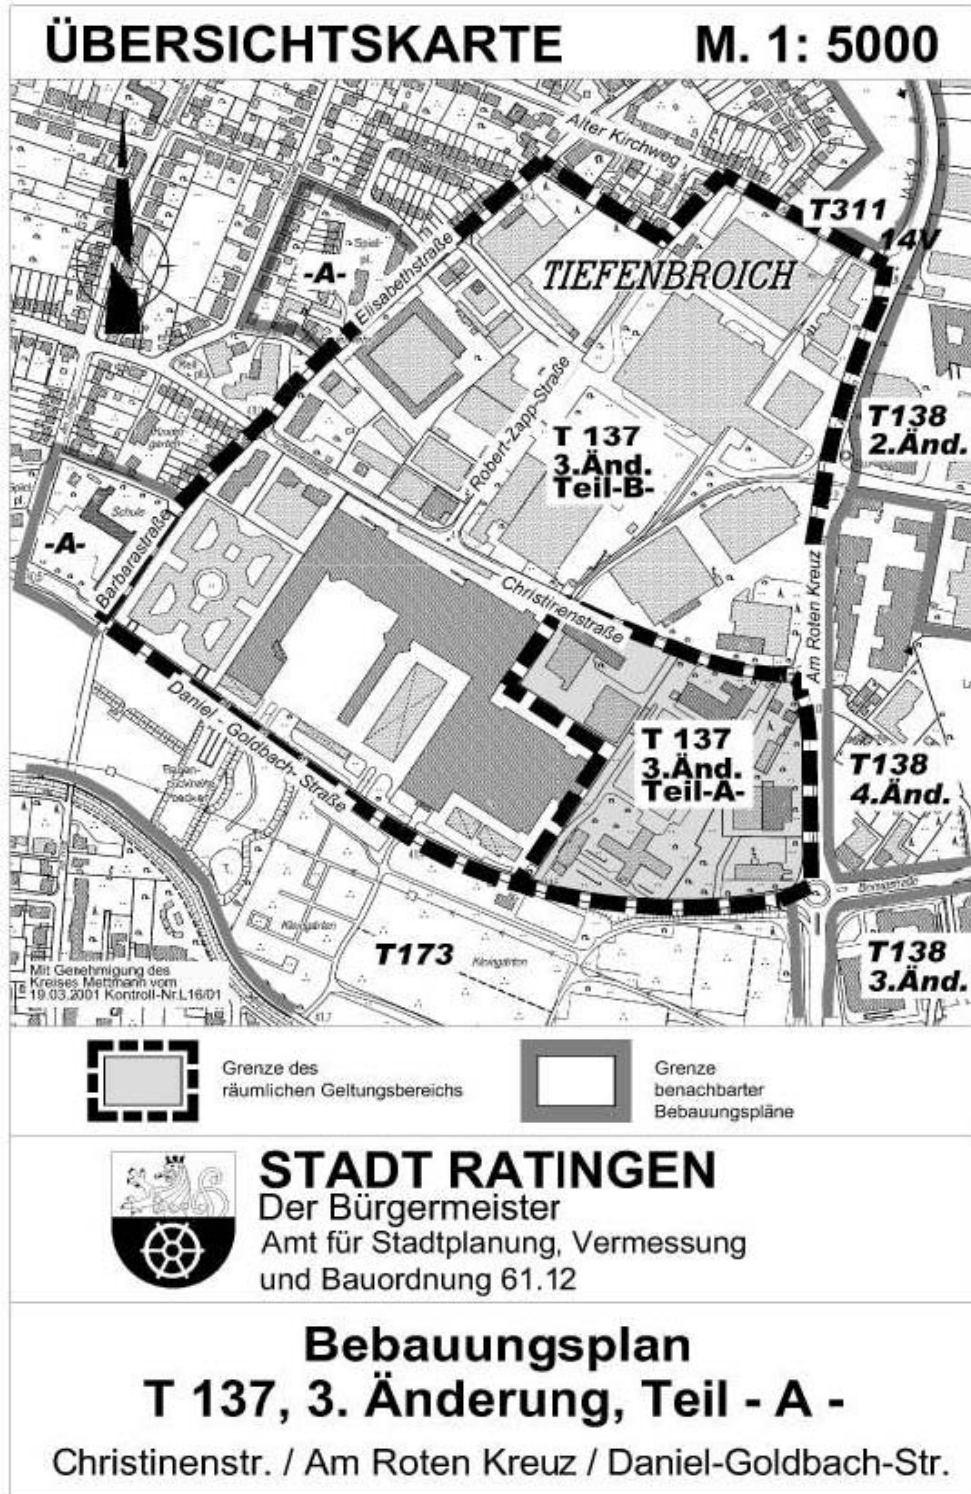 ÜBERSICHTSKARTE M. 1: 5000
Alter Kirchweg
T311
14V
Spiel-
pl.
-A-
Elisabethstraße
TIEFENBROICH
Robert-Zapp-Straße
T 137
3.Änd.
Teil-B-
T138
2.Änd.
Schule
-A-
Barbarastraße
Christinenstraße
Am Roten Kreuz
Daniel - Goldbach- Straße
T 137
3.Änd.
Teil-A-
T138
4.Änd.
Kleingärten
T173
Kleingärten
T138
3.Änd.
Mit Genehmigung des
Kreises Mettmann vom
19.03.2001 Kontroll-Nr.L16/01
Grenze des
räumlichen Geltungsbereichs
Grenze
benachbarter
Bebauungspläne
STADT RATINGEN
Der Bürgermeister
Amt für Stadtplanung, Vermessung
und Bauordnung 61.12
Bebauungsplan
T 137, 3. Änderung, Teil - A -
Christinenstr. / Am Roten Kreuz / Daniel-Goldbach-Str.